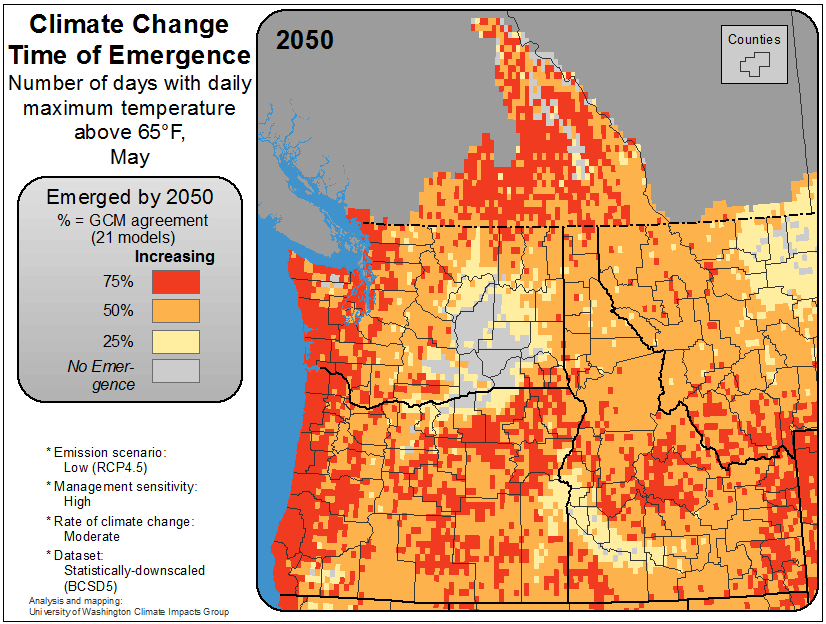 Climate Change
Time of Emergence
Number of days with daily
maximum temperature
above 65°F,
May
Emerged by 2050
% = GCM agreement
(21 models)
Increasing
75%
50%
25%
No Emer-
gence
* Emission scenario:
Low (RCP4.5)
* Management sensitivity:
High
* Rate of climate change:
Moderate
* Dataset:
Statistically-downscaled
(BCSD5)
Analysis and mapping:
University of Washington Climate Impacts Group
2050
Counties